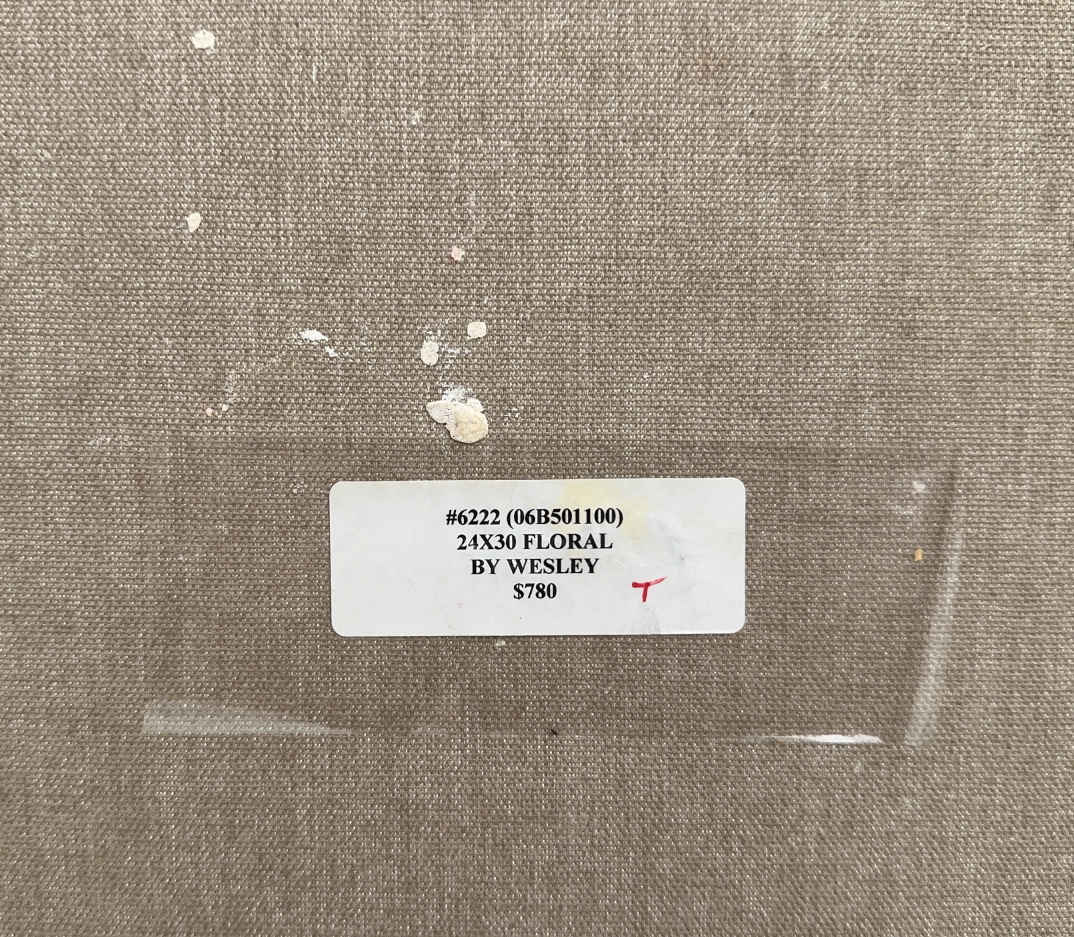 #6222 (06B501100)
24X30 FLORAL
BY WESLEY
$780 T